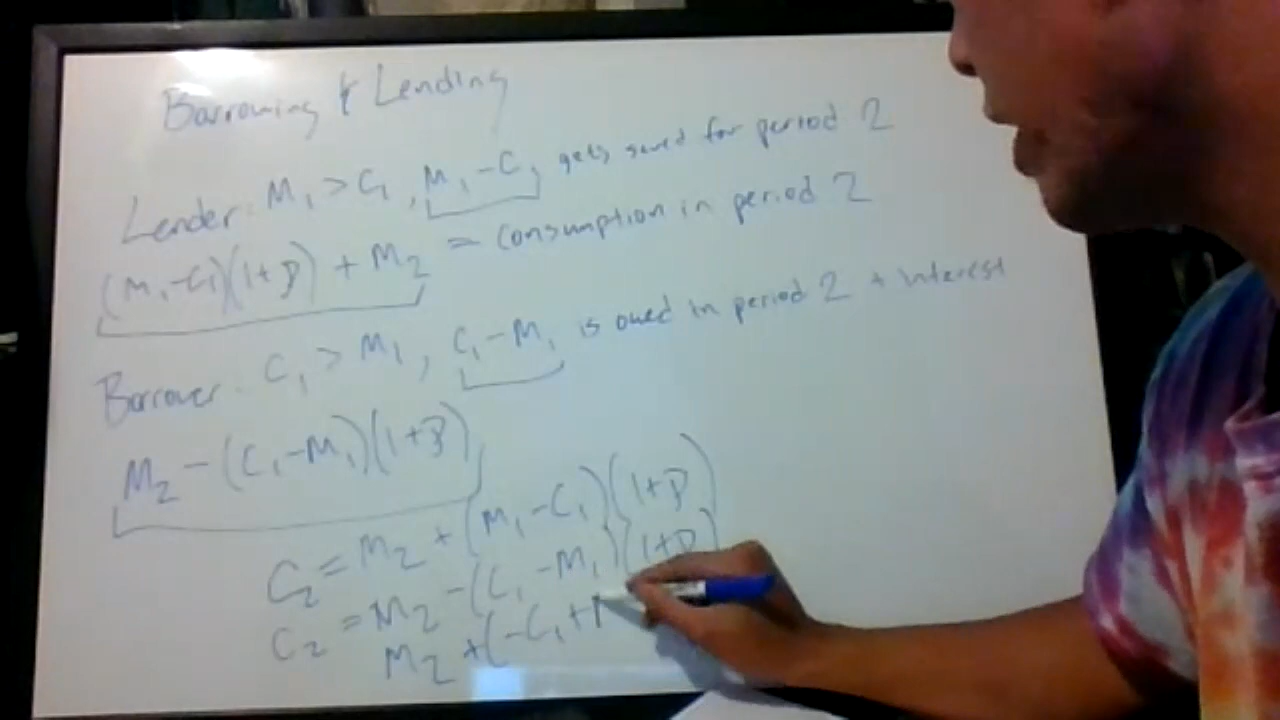 Borrowing & Lending
Lender: M₁ > C₁, M₁ - C₁ gets saved for period 2
(M₁-C₁)(1+p) + M₂ = consumption in period 2
Borrower: C₁ > M₁, C₁ - M₁ is owed in period 2 + interest
M₂ - (C₁-M₁)(1+p)
C₂ = M₂ + (M₁ - C₁)(1+p)
C₂ = M₂ - (C₁ - M₁)(1+p)
M₂ + (-C₁ +